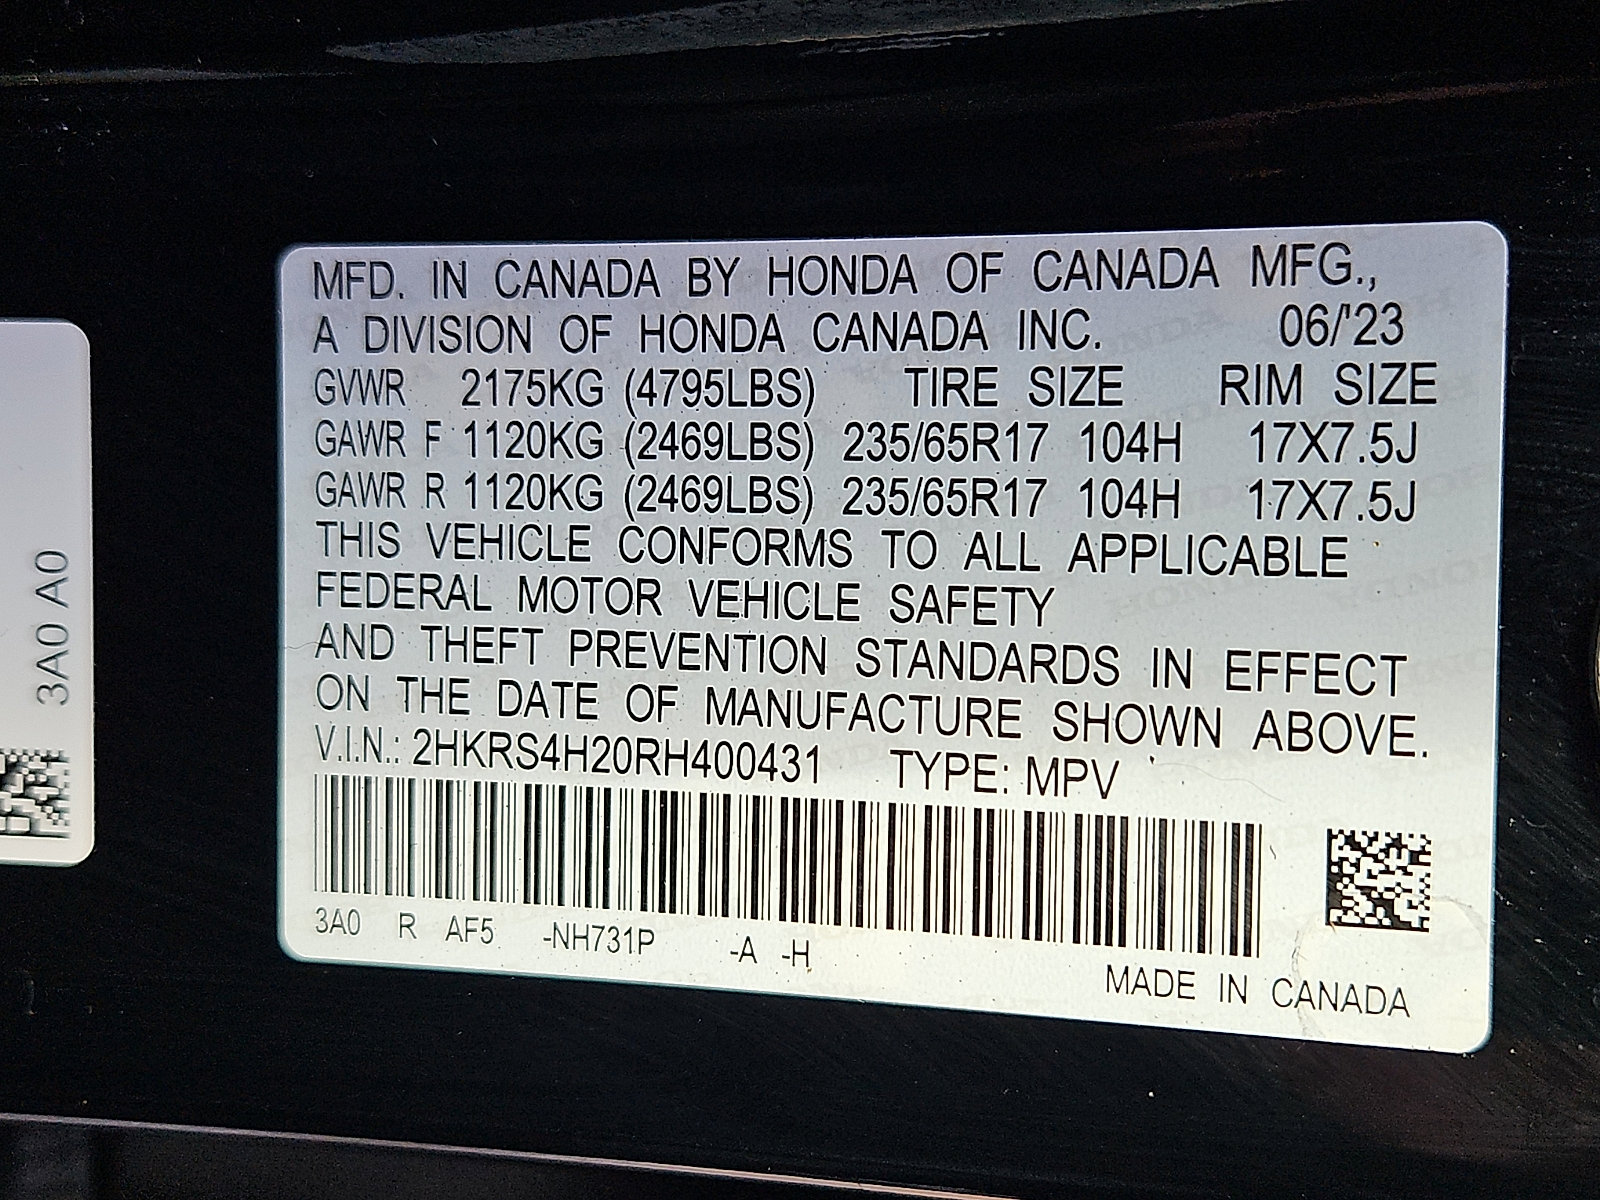 MFD. IN CANADA BY HONDA OF CANADA MFG.,
A DIVISION OF HONDA CANADA INC. 06/'23
GVWR 2175KG (4795LBS) TIRE SIZE RIM SIZE
GAWR F 1120KG (2469LBS) 235/65R17 104H 17X7.5J
GAWR R 1120KG (2469LBS) 235/65R17 104H 17X7.5J
THIS VEHICLE CONFORMS TO ALL APPLICABLE
FEDERAL MOTOR VEHICLE SAFETY
AND THEFT PREVENTION STANDARDS IN EFFECT
ON THE DATE OF MANUFACTURE SHOWN ABOVE.
V.I.N.: 2HKRS4H20RH400431 TYPE: MPV
3A0 R AF5 -NH731P -A -H
MADE IN CANADA
3A0 A0